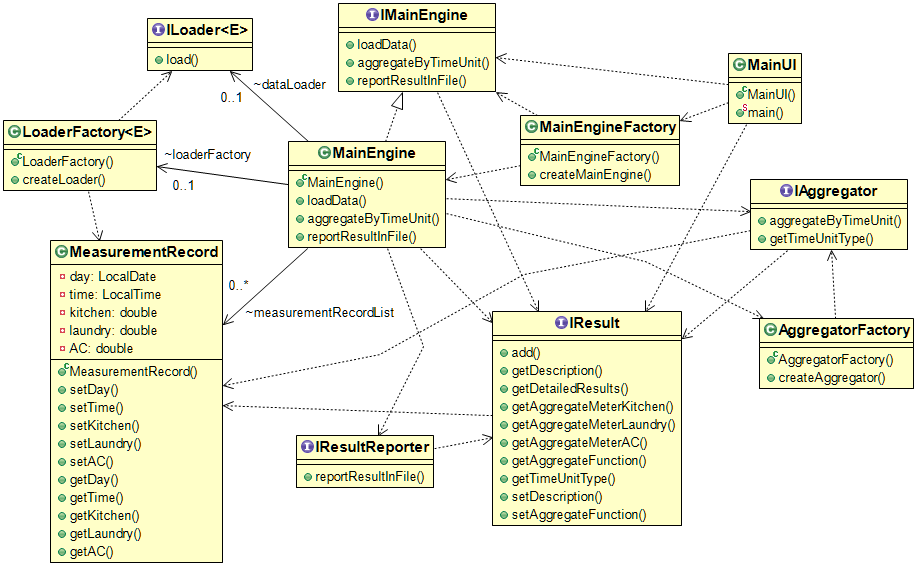 ILoader<E>
load()
IMainEngine
loadData()
aggregateByTimeUnit()
reportResultInFile()
MainUI
MainUI()
main()
~dataLoader
0..1
LoaderFactory<E>
LoaderFactory()
createLoader()
~loaderFactory
0..1
MainEngine
MainEngine()
loadData()
aggregateByTimeUnit()
reportResultInFile()
MainEngineFactory
MainEngineFactory()
createMainEngine()
IAggregator
aggregateByTimeUnit()
getTimeUnitType()
MeasurementRecord
day: LocalDate
time: LocalTime
kitchen: double
laundry: double
AC: double
MeasurementRecord()
setDay()
setTime()
setKitchen()
setLaundry()
setAC()
getDay()
getTime()
getKitchen()
getLaundry()
getAC()
0..*
~measurementRecordList
IResult
add()
getDescription()
getDetailedResults()
getAggregateMeterKitchen()
getAggregateMeterLaundry()
getAggregateMeterAC()
getAggregateFunction()
getTimeUnitType()
setDescription()
setAggregateFunction()
AggregatorFactory
AggregatorFactory()
createAggregator()
IResultReporter
reportResultInFile()